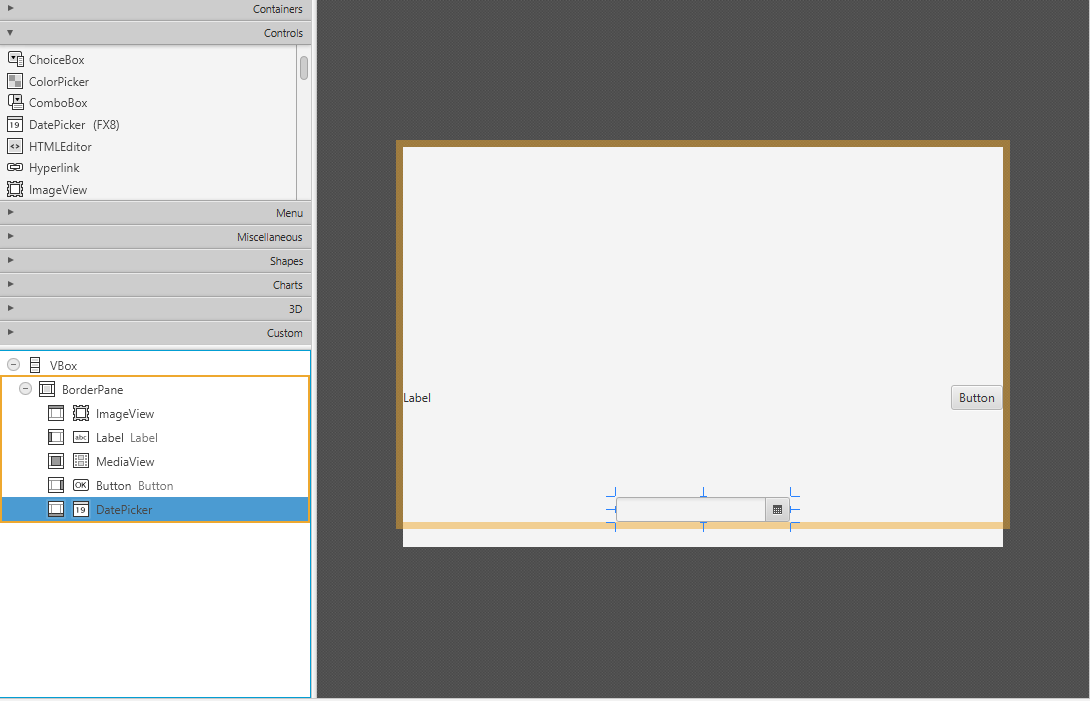 Containers
Controls
ChoiceBox
ColorPicker
ComboBox
19 DatePicker (FX8)
HTMLEditor
Hyperlink
ImageView
Menu
Miscellaneous
Shapes
Charts
3D
Custom
VBox
BorderPane
ImageView
abc Label Label
MediaView
OK Button Button
19 DatePicker
Label
Button